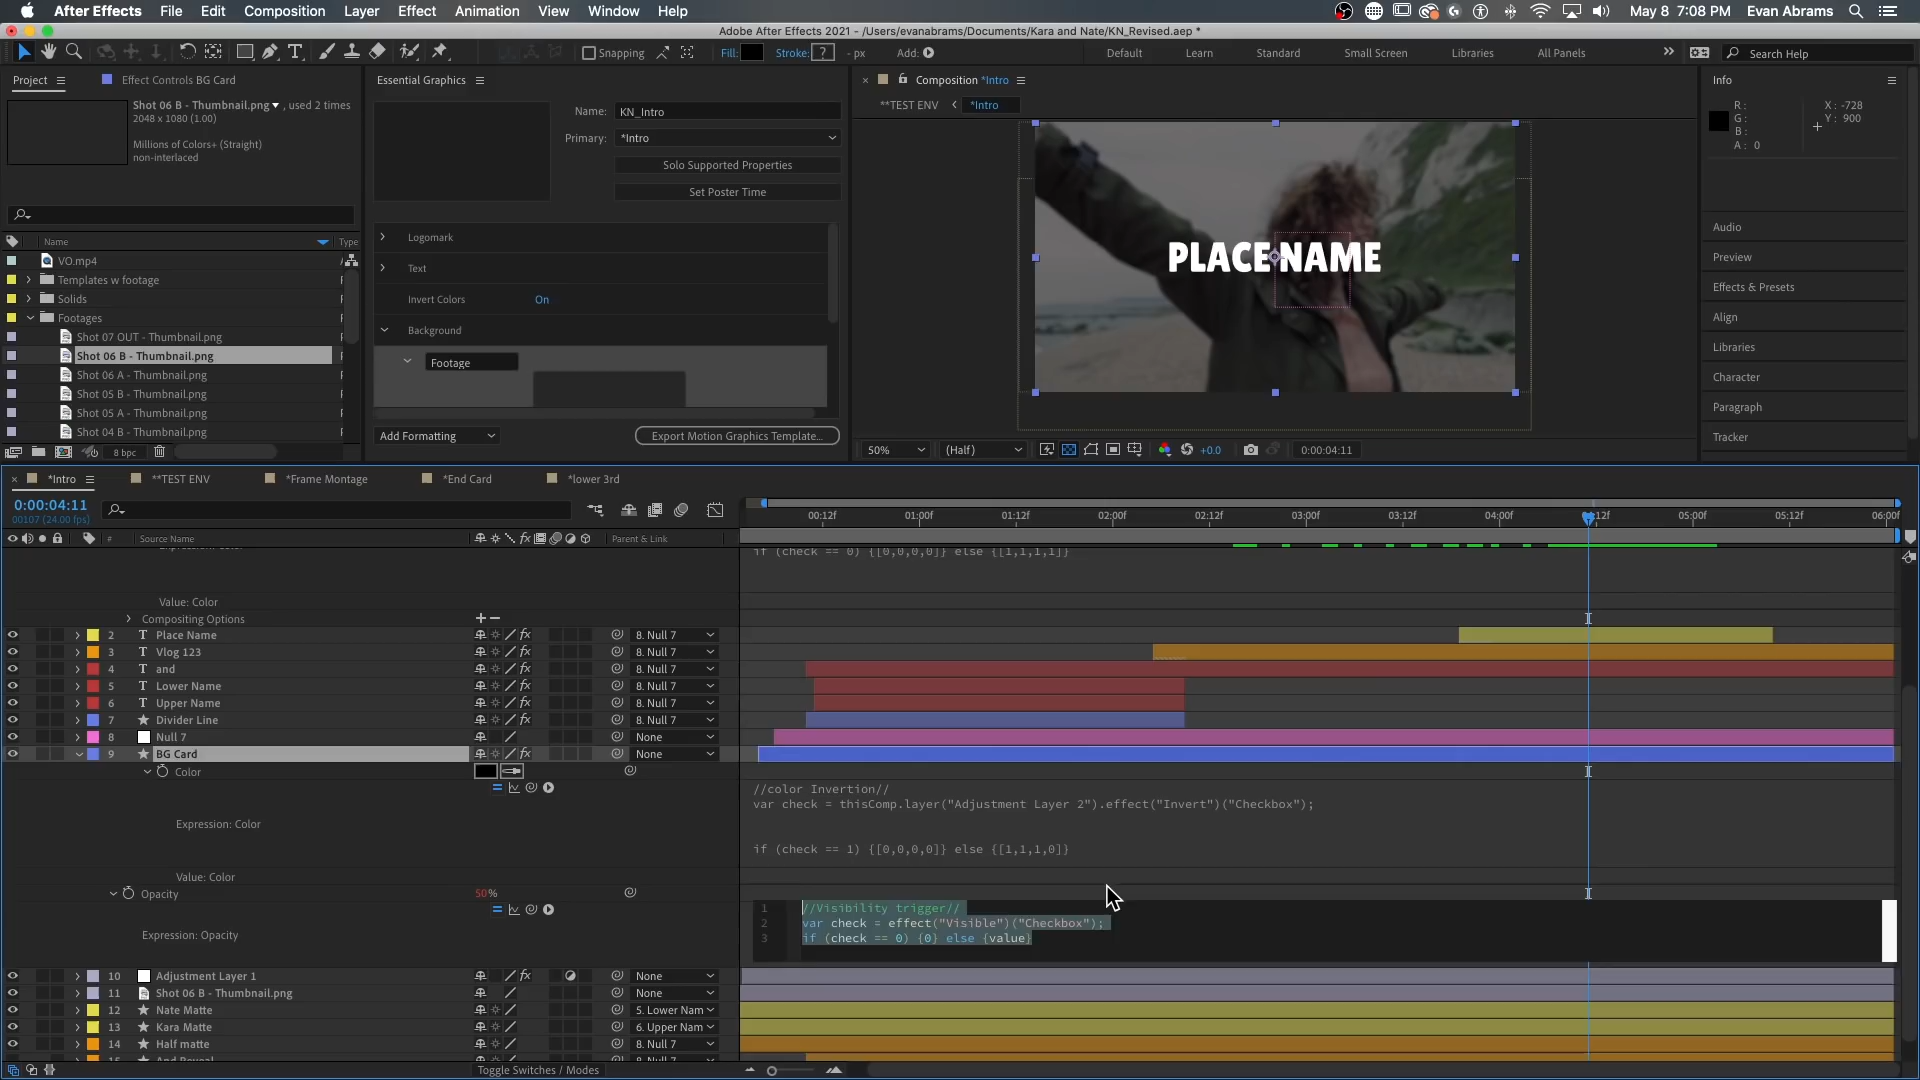 After Effects File Edit Composition Layer Effect Animation View Window Help May 8 7:08 PM Evan Abrams
Adobe After Effects 2021 - /Users/evanabrams/Documents/Kara and Nate/KN_Revised.aep *
Snapping Fill: Stroke: ? - px Add: Default Learn Standard Small Screen Libraries All Panels Search Help
Project Effect Controls BG Card
Shot 06 B - Thumbnail.png , used 2 times
2048 x 1080 (1.00)
Millions of Colors+ (Straight)
non-interlaced
Name Type
VO.mp4
Templates w footage
Solids
Footages
Shot 07 OUT - Thumbnail.png
Shot 06 B - Thumbnail.png
Shot 06 A - Thumbnail.png
Shot 05 B - Thumbnail.png
Shot 05 A - Thumbnail.png
Shot 04 B - Thumbnail.png
8 bpc
Essential Graphics
Name: KN_Intro
Primary: *Intro
Solo Supported Properties
Set Poster Time
Logomark
Text
Invert Colors On
Background
Footage
Add Formatting Export Motion Graphics Template...
Composition *Intro
**TEST ENV *Intro
PLACE NAME
50% (Half) +0.0 0:00:04:11
Info
R: X: -728
G: Y: 900
B:
A: 0
Audio
Preview
Effects & Presets
Align
Libraries
Character
Paragraph
Tracker
*Intro **TEST ENV *Frame Montage *End Card *lower 3rd
0:00:04:11
00107 (24.00 fps)
00:12f 01:00f 01:12f 02:00f 02:12f 03:00f 03:12f 04:00f 04:12f 05:00f 05:12f 06:00f
# Source Name fx Parent & Link
if (check == 0) {[0,0,0,0]} else {[1,1,1,1]}
Value: Color
Compositing Options
2 T Place Name fx 8. Null 7
3 T Vlog 123 fx 8. Null 7
4 T and fx 8. Null 7
5 T Lower Name fx 8. Null 7
6 T Upper Name fx 8. Null 7
7 Divider Line fx 8. Null 7
8 Null 7 None
9 BG Card fx None
Color
//color Invertion//
var check = thisComp.layer("Adjustment Layer 2").effect("Invert")("Checkbox");
Expression: Color
if (check == 1) {[0,0,0,0]} else {[1,1,1,0]}
Value: Color
Opacity 50%
1 //Visibility trigger//
2 var check = effect("Visible")("Checkbox");
3 if (check == 0) {0} else {value}
Expression: Opacity
10 Adjustment Layer 1 fx None
11 Shot 06 B - Thumbnail.png None
12 Nate Matte 5. Lower Nam
13 Kara Matte 6. Upper Nam
14 Half matte 8. Null 7
Toggle Switches / Modes